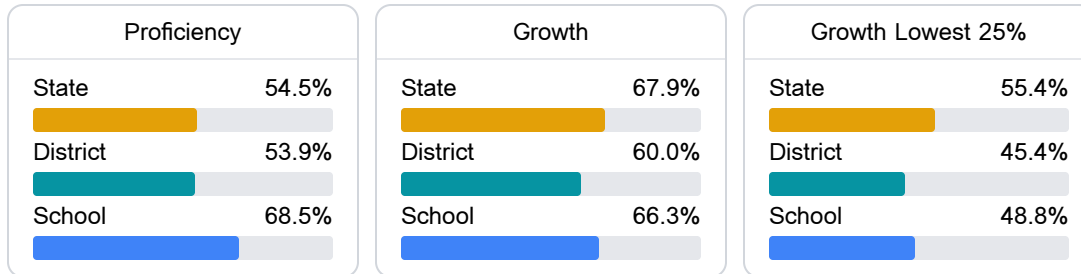 Proficiency
State 54.5%
District 53.9%
School 68.5%
Growth
State 67.9%
District 60.0%
School 66.3%
Growth Lowest 25%
State 55.4%
District 45.4%
School 48.8%